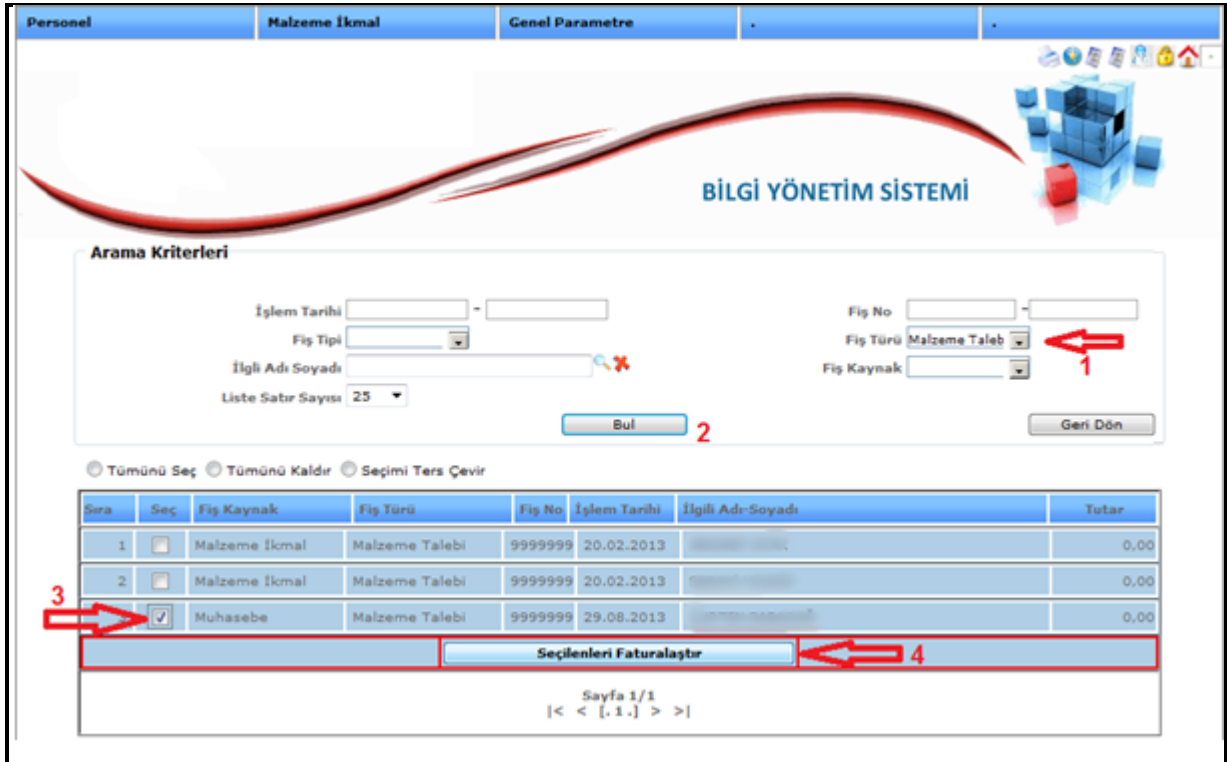 Personel Malzeme İkmal Genel Parametre . .
BİLGİ YÖNETİM SİSTEMİ
Arama Kriterleri
İşlem Tarihi - Fiş No -
Fiş Tipi Fiş Türü Malzeme Taleb
1
İlgli Adı Soyadı Fiş Kaynak
Liste Satır Sayısı 25
Bul 2 Geri Dön
Tümünü Seç Tümünü Kaldır Seçimi Ters Çevir
Sıra Seç Fiş Kaynak Fiş Türü Fiş No İşlem Tarihi İlgili Adı-Soyadı Tutar
1 Malzeme İkmal Malzeme Talebi 9999999 20.02.2013 0,00
2 Malzeme İkmal Malzeme Talebi 9999999 20.02.2013 0,00
3
Muhasebe Malzeme Talebi 9999999 29.08.2013 0,00
Seçilenleri Faturalaştır 4
Sayfa 1/1
|< < [.1.] > >|